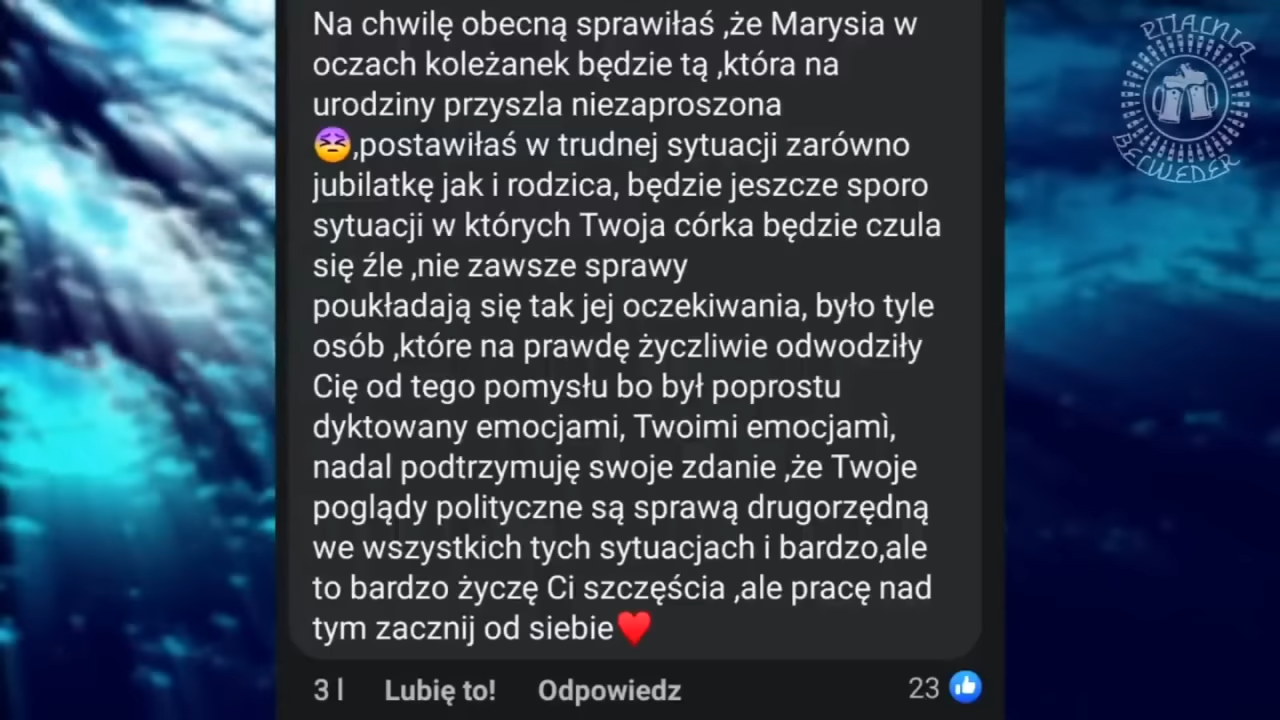 Na chwilę obecną sprawiłaś ,że Marysia w
oczach koleżanek będzie tą ,która na
urodziny przyszla niezaproszona
😣,postawiłaś w trudnej sytuacji zarówno
jubilatkę jak i rodzica, będzie jeszcze sporo
sytuacji w których Twoja córka będzie czula
się źle ,nie zawsze sprawy
poukładają się tak jej oczekiwania, było tyle
osób ,które na prawdę życzliwie odwodziły
Cię od tego pomysłu bo był poprostu
dyktowany emocjami, Twoimi emocjamì,
nadal podtrzymuję swoje zdanie ,że Twoje
poglądy polityczne są sprawą drugorzędną
we wszystkich tych sytuacjach i bardzo,ale
to bardzo życzę Ci szczęścia ,ale pracę nad
tym zacznij od siebie♥️
3 l Lubię to! Odpowiedz 23
PIJALNIA
BELWEDER